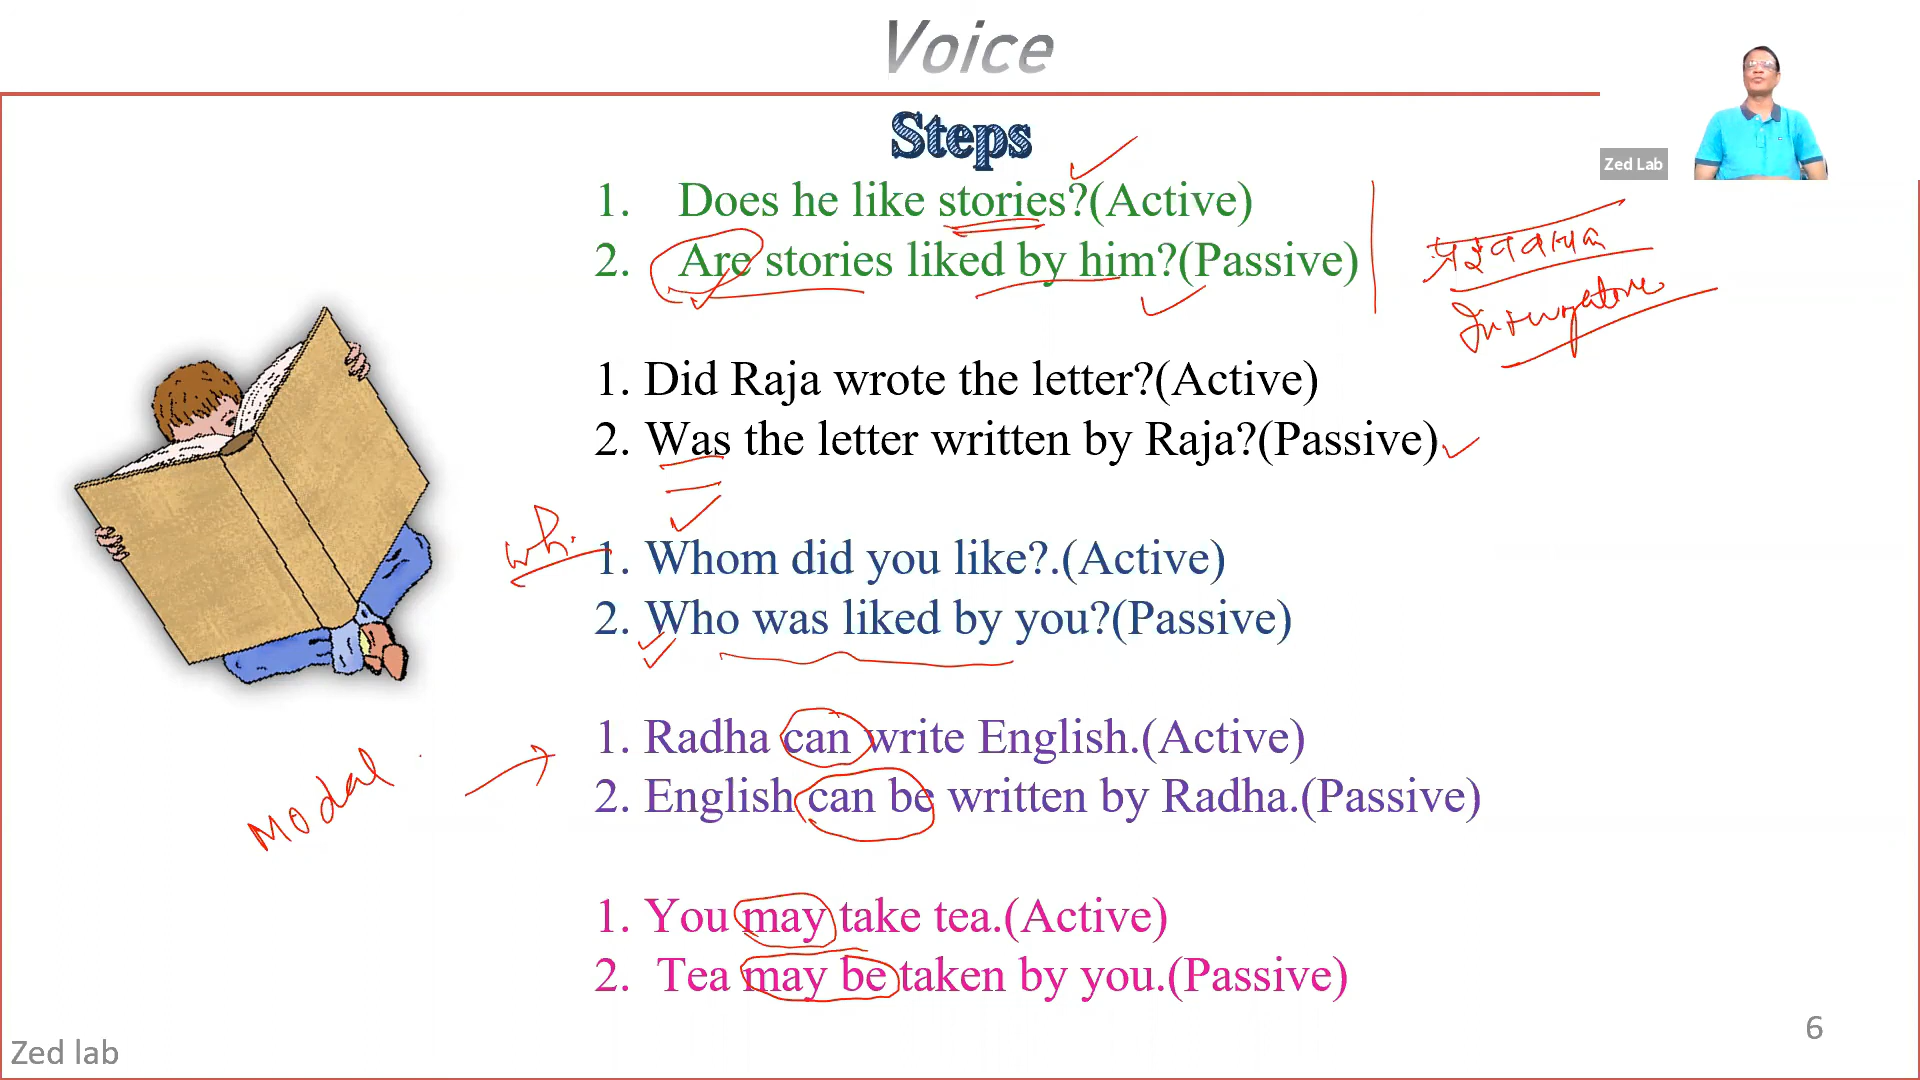 Voice
Steps
Zed Lab
1. Does he like stories?(Active)
2. Are stories liked by him?(Passive)
1. Did Raja wrote the letter?(Active)
2. Was the letter written by Raja?(Passive)
wh.
1. Whom did you like?.(Active)
2. Who was liked by you?(Passive)
Modal
1. Radha can write English.(Active)
2. English can be written by Radha.(Passive)
1. You may take tea.(Active)
2. Tea may be taken by you.(Passive)
Zed lab
6